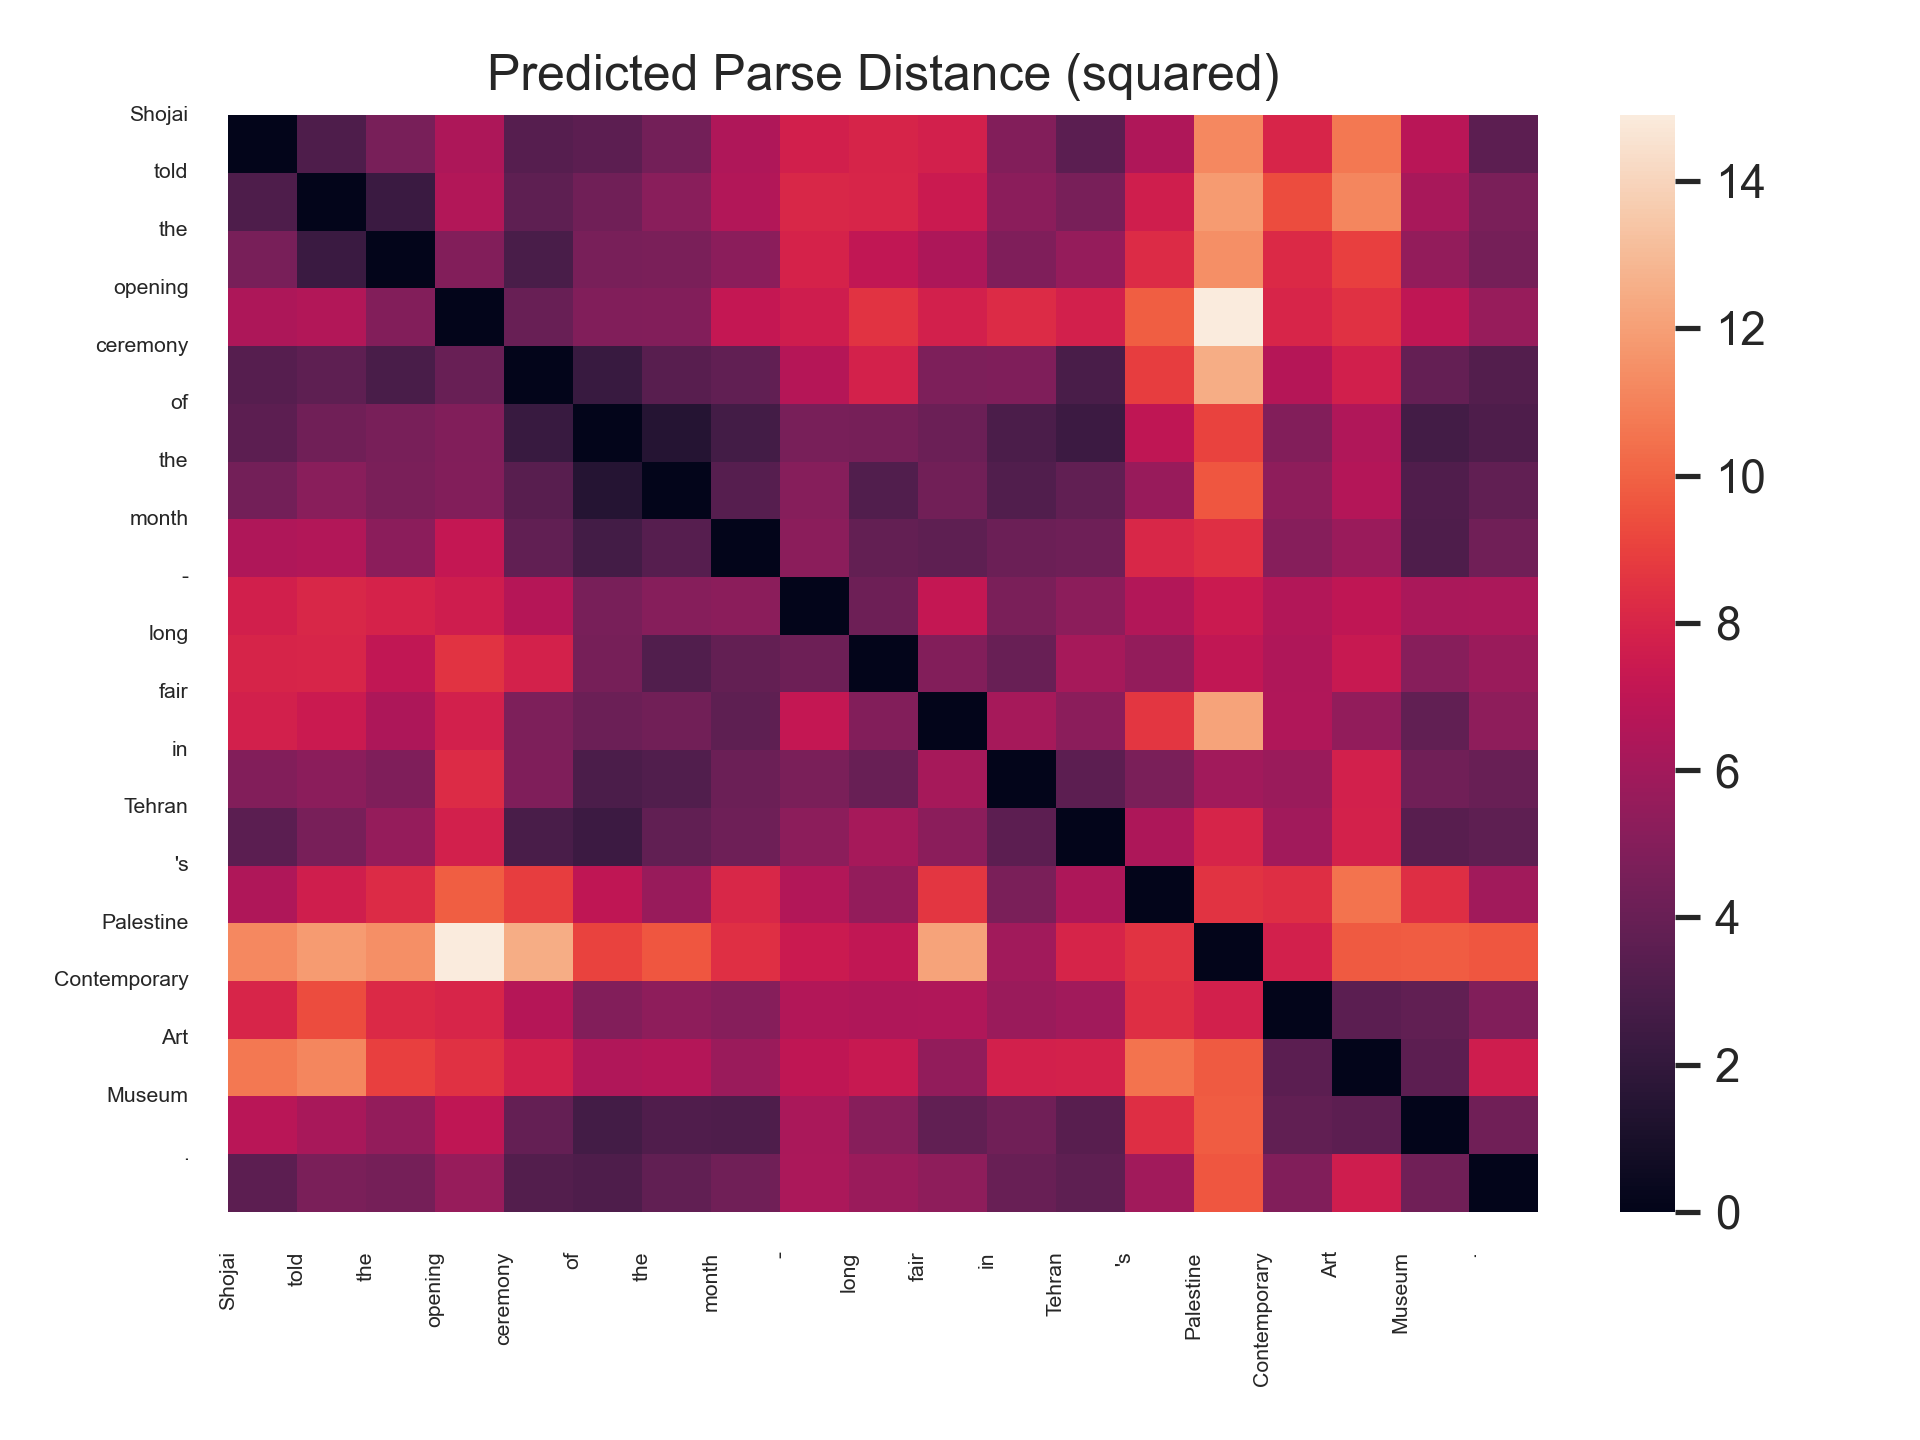 Predicted Parse Distance (squared)
Shojai
told
the
opening
ceremony
of
the
month
-
long
fair
in
Tehran
's
Palestine
Contemporary
Art
Museum
.
14
12
10
8
6
4
2
0
Shojai
told
the
opening
ceremony
of
the
month
-
long
fair
in
Tehran
's
Palestine
Contemporary
Art
Museum
.